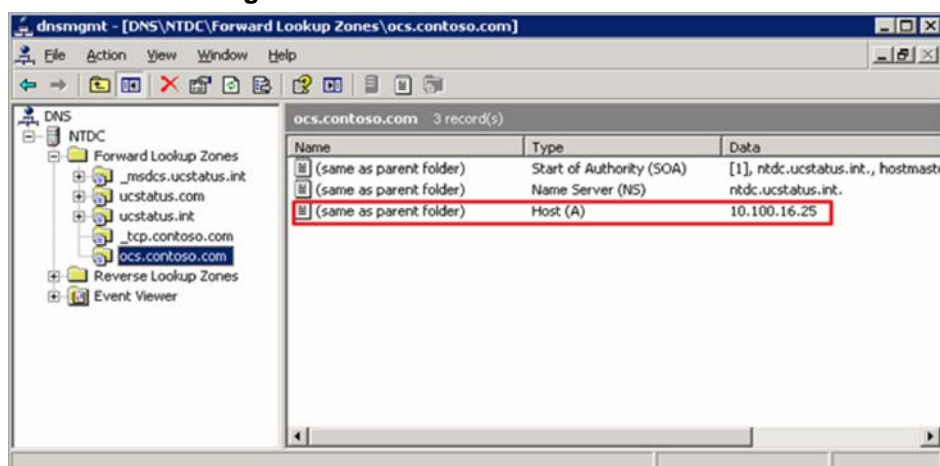 dnsmgmt - [DNS\NTDC\Forward Lookup Zones\ocs.contoso.com]
File Action View Window Help
DNS
NTDC
Forward Lookup Zones
_msdcs.ucstatus.int
ucstatus.com
ucstatus.int
_tcp.contoso.com
ocs.contoso.com
Reverse Lookup Zones
Event Viewer
ocs.contoso.com 3 record(s)
Name Type Data
(same as parent folder) Start of Authority (SOA) [1], ntdc.ucstatus.int., hostmast
(same as parent folder) Name Server (NS) ntdc.ucstatus.int.
(same as parent folder) Host (A) 10.100.16.25